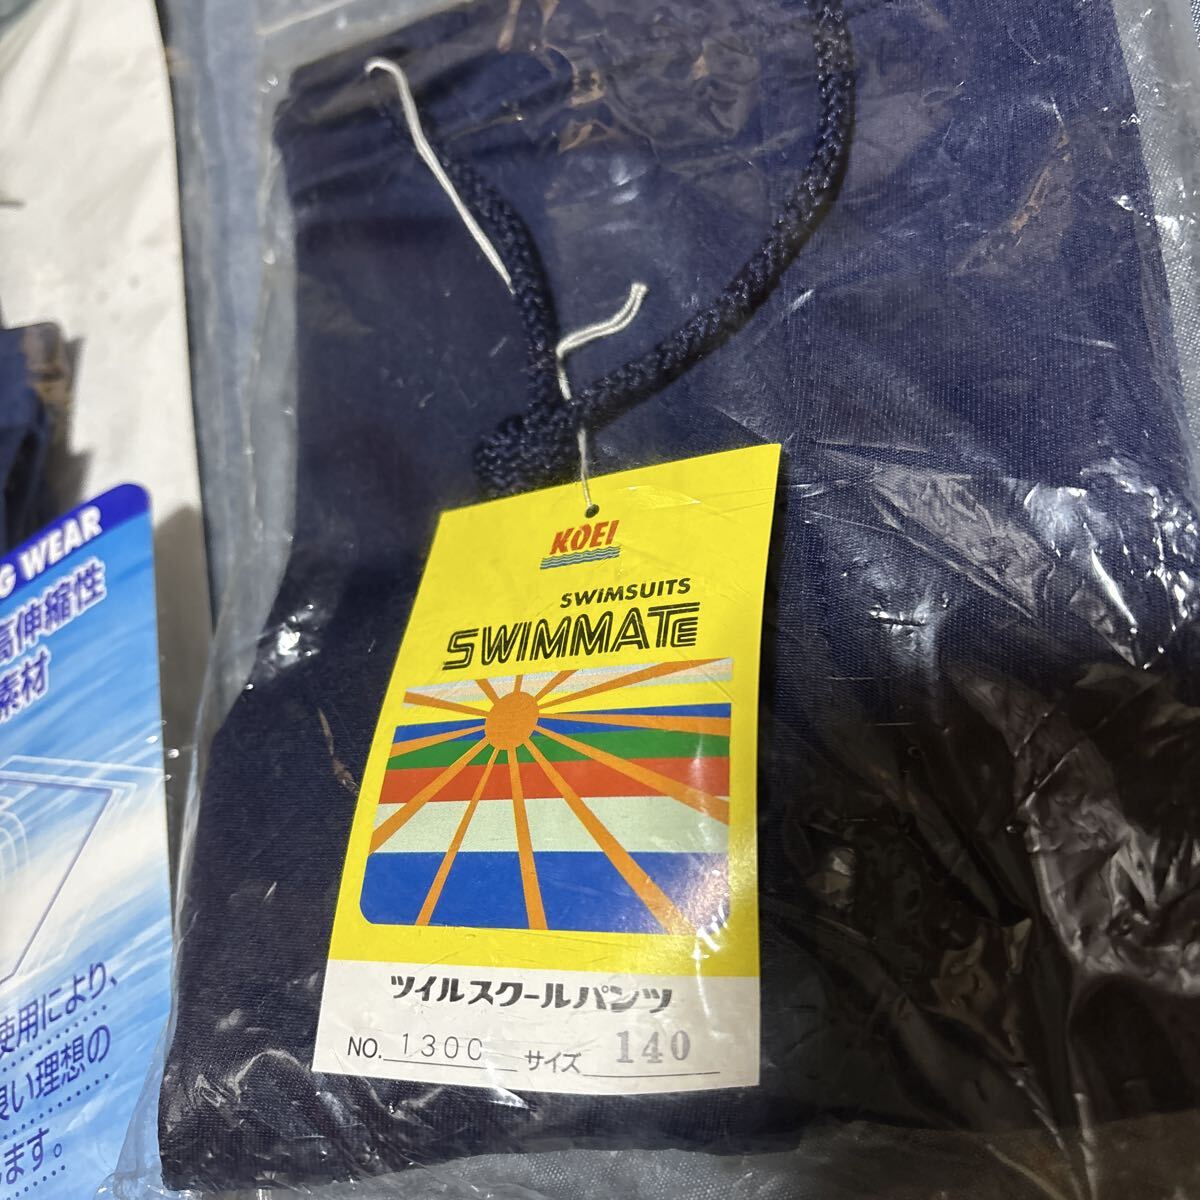 G WEAR
高伸縮性
素材
使用により、
良い理想の
ます。
KOEI
SWIMSUITS
SWIMMATE
ツイルスクールパンツ
NO. 130C サイズ 140